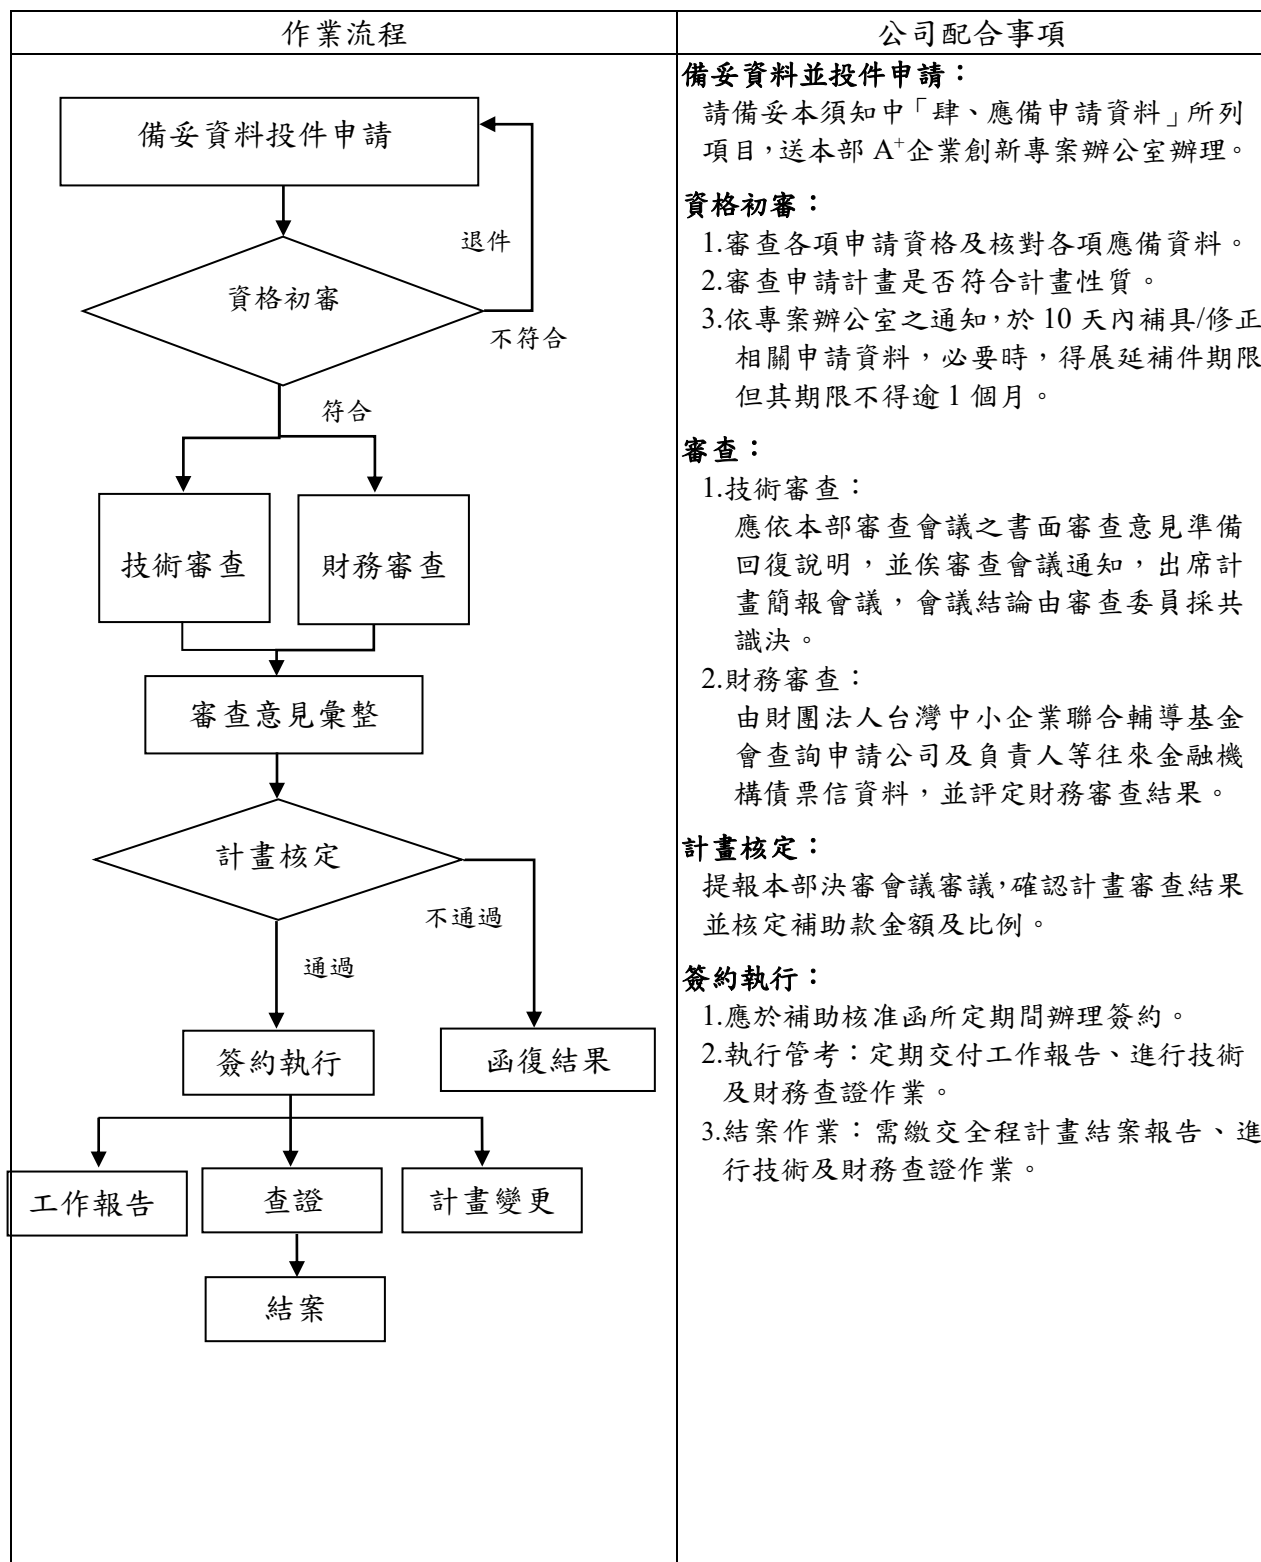 作業流程
公司配合事項
備妥資料投件申請
退件
資格初審
不符合
符合
技術審查
財務審查
審查意見彙整
計畫核定
不通過
通過
簽約執行
函復結果
工作報告
查證
計畫變更
結案
備妥資料並投件申請：
請備妥本須知中「肆、應備申請資料」所列
項目，送本部 A+企業創新專案辦公室辦理。
資格初審：
1.審查各項申請資格及核對各項應備資料。
2.審查申請計畫是否符合計畫性質。
3.依專案辦公室之通知，於 10 天內補具/修正
相關申請資料，必要時，得展延補件期限
但其期限不得逾 1 個月。
審查：
1.技術審查：
應依本部審查會議之書面審查意見準備
回復說明，並俟審查會議通知，出席計
畫簡報會議，會議結論由審查委員採共
識決。
2.財務審查：
由財團法人台灣中小企業聯合輔導基金
會查詢申請公司及負責人等往來金融機
構債票信資料，並評定財務審查結果。
計畫核定：
提報本部決審會議審議，確認計畫審查結果
並核定補助款金額及比例。
簽約執行：
1.應於補助核准函所定期間辦理簽約。
2.執行管考：定期交付工作報告、進行技術
及財務查證作業。
3.結案作業：需繳交全程計畫結案報告、進
行技術及財務查證作業。